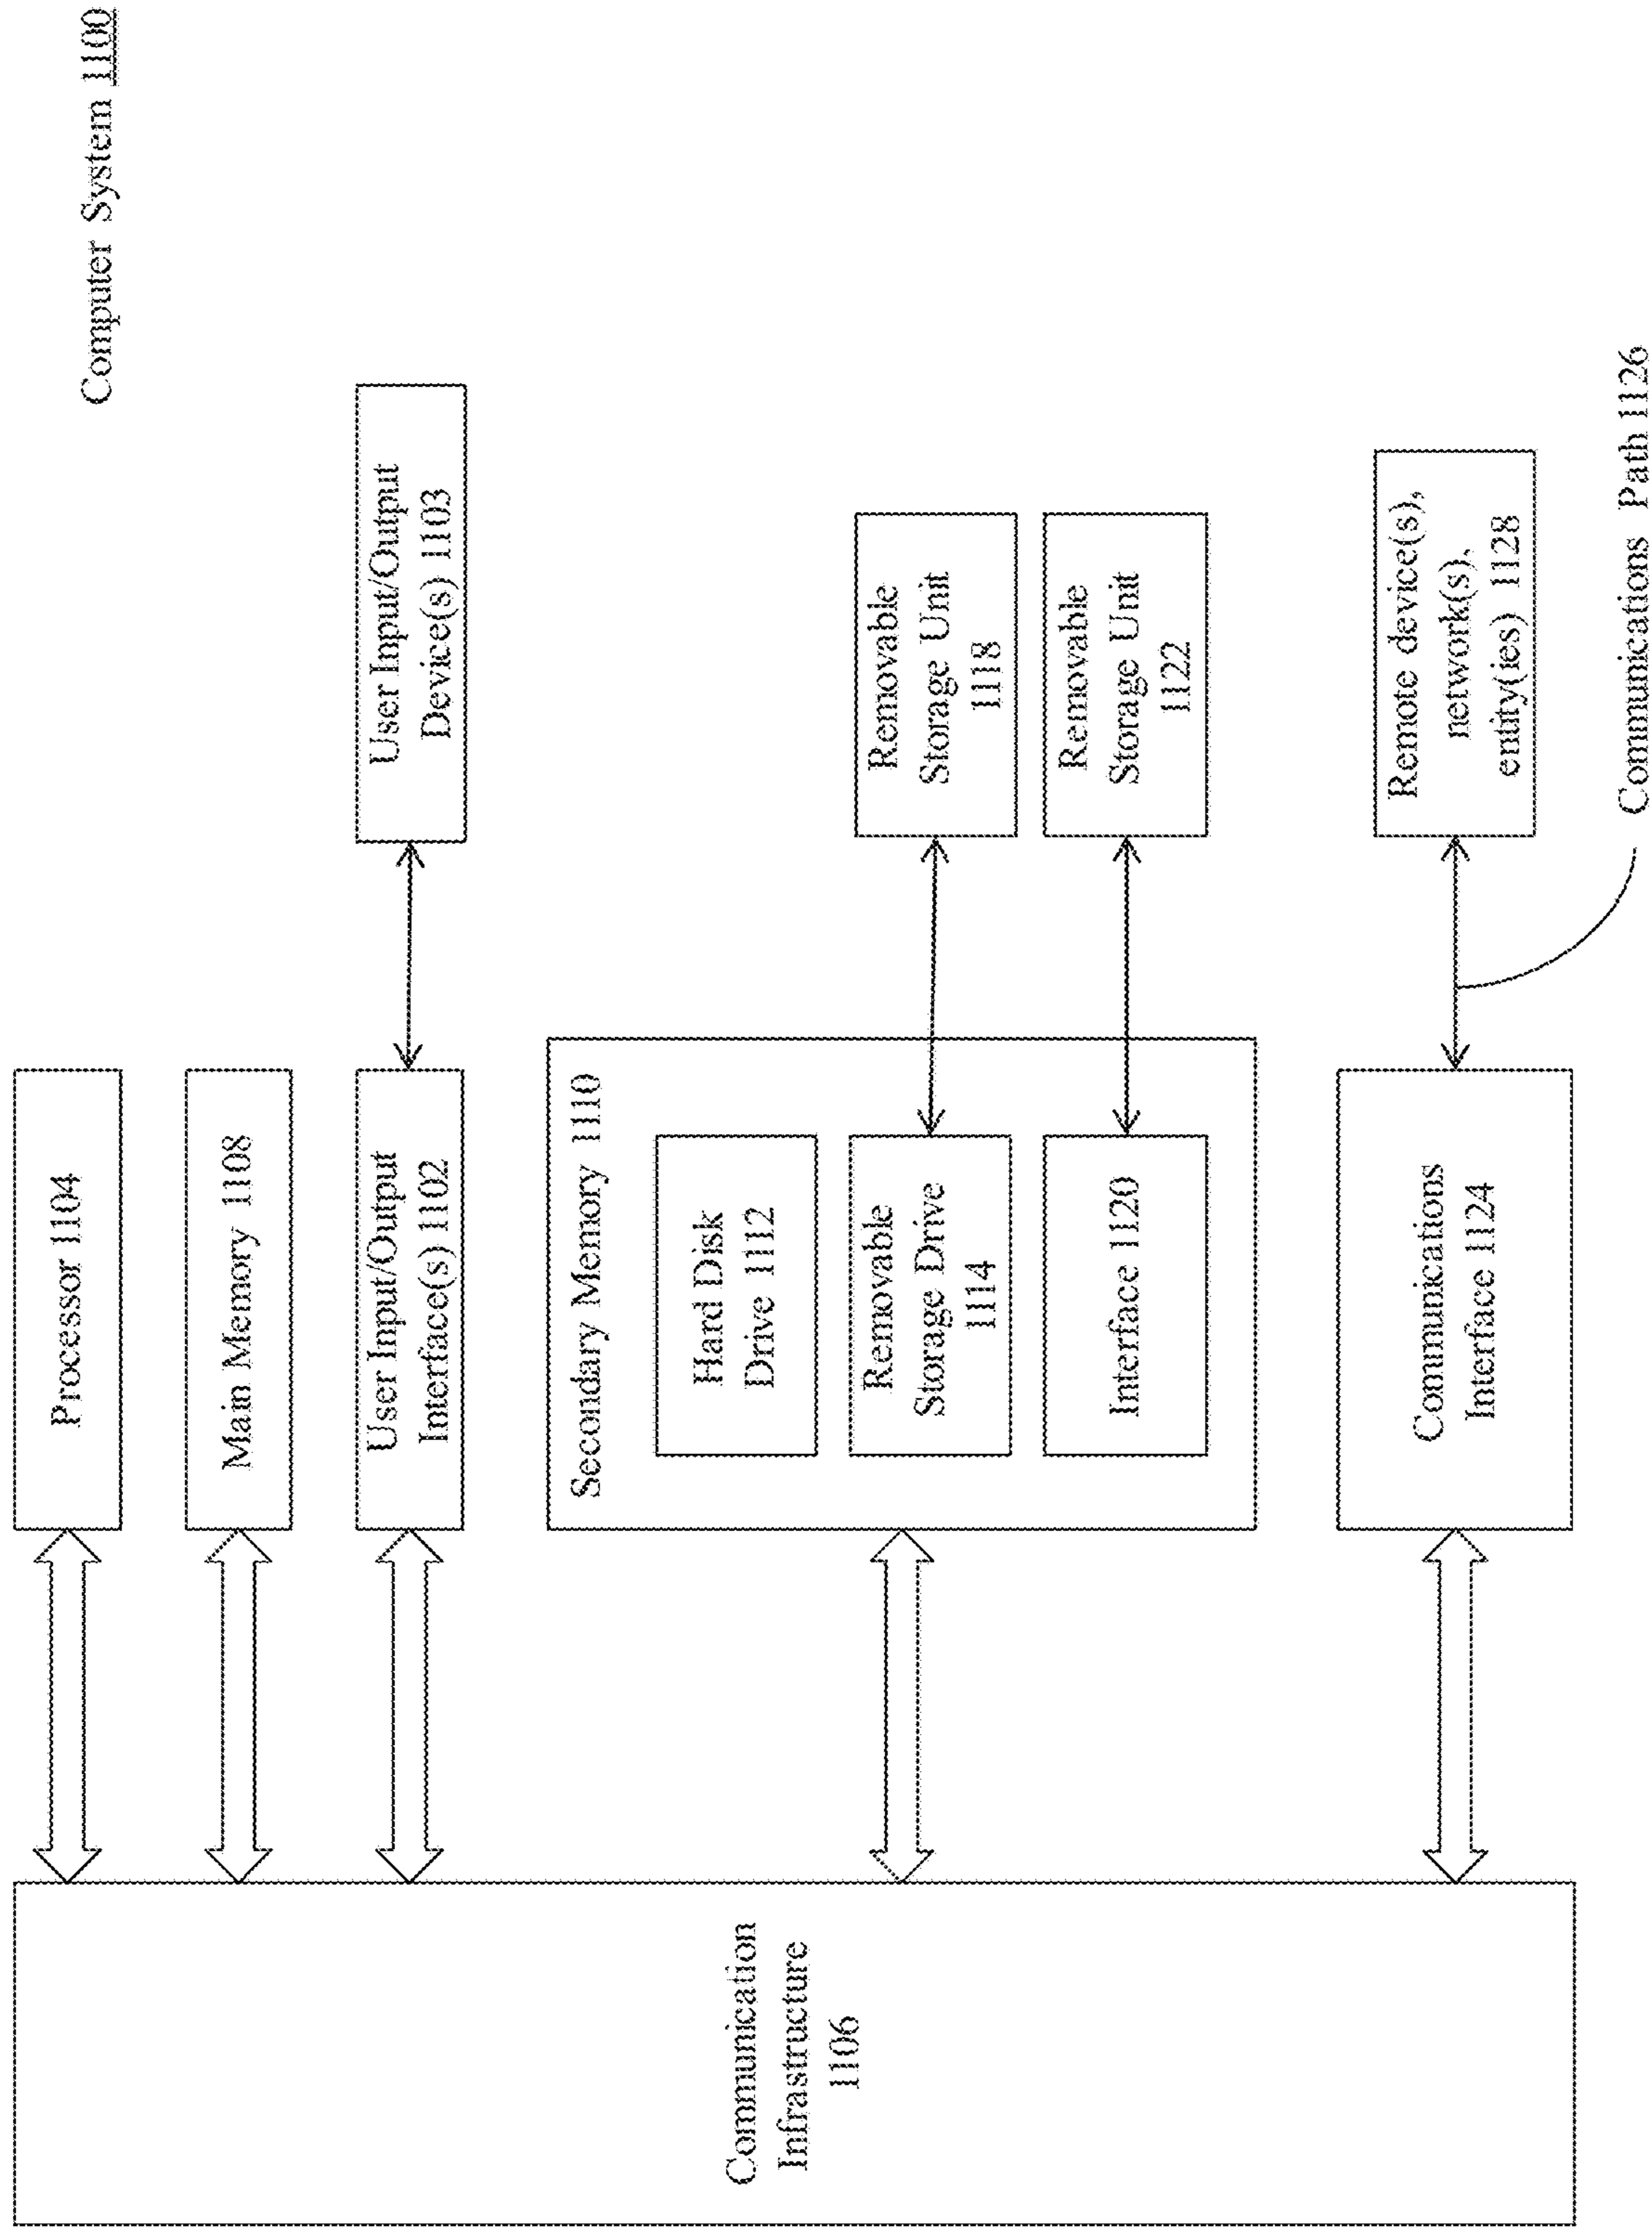 Computer System 1100
Processor 1104
Main Memory 1108
User Input/Output
Interface(s) 1102
User Input/Output
Device(s) 1103
Communication
Infrastructure
1106
Secondary Memory 1110
Hard Disk
Drive 1112
Removable
Storage Drive
1114
Removable
Storage Unit
1118
Interface 1120
Removable
Storage Unit
1122
Communications
Interface 1124
Remote device(s),
network(s),
entity(ies) 1128
Communications Path 1126